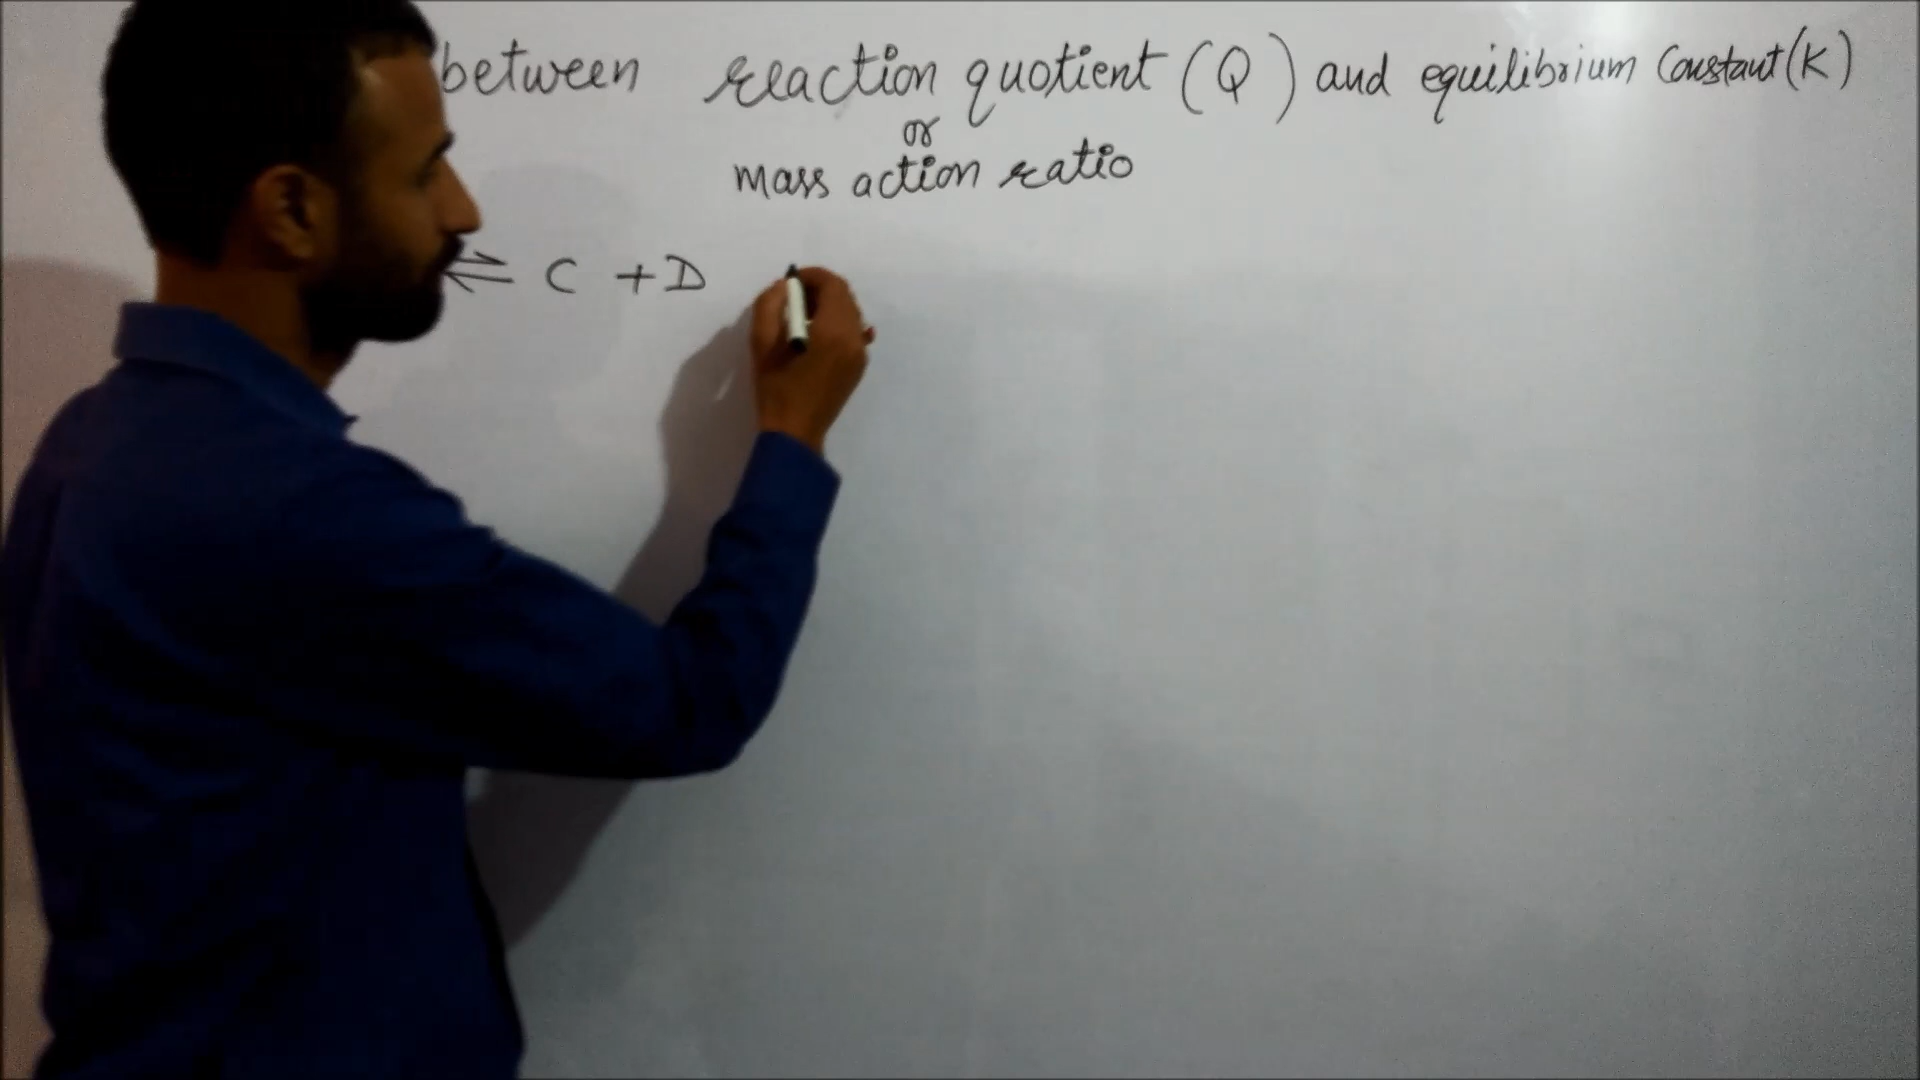 between reaction quotient (Q) and equilibrium Constant (K)
or
mass action ratio
⇌ C + D